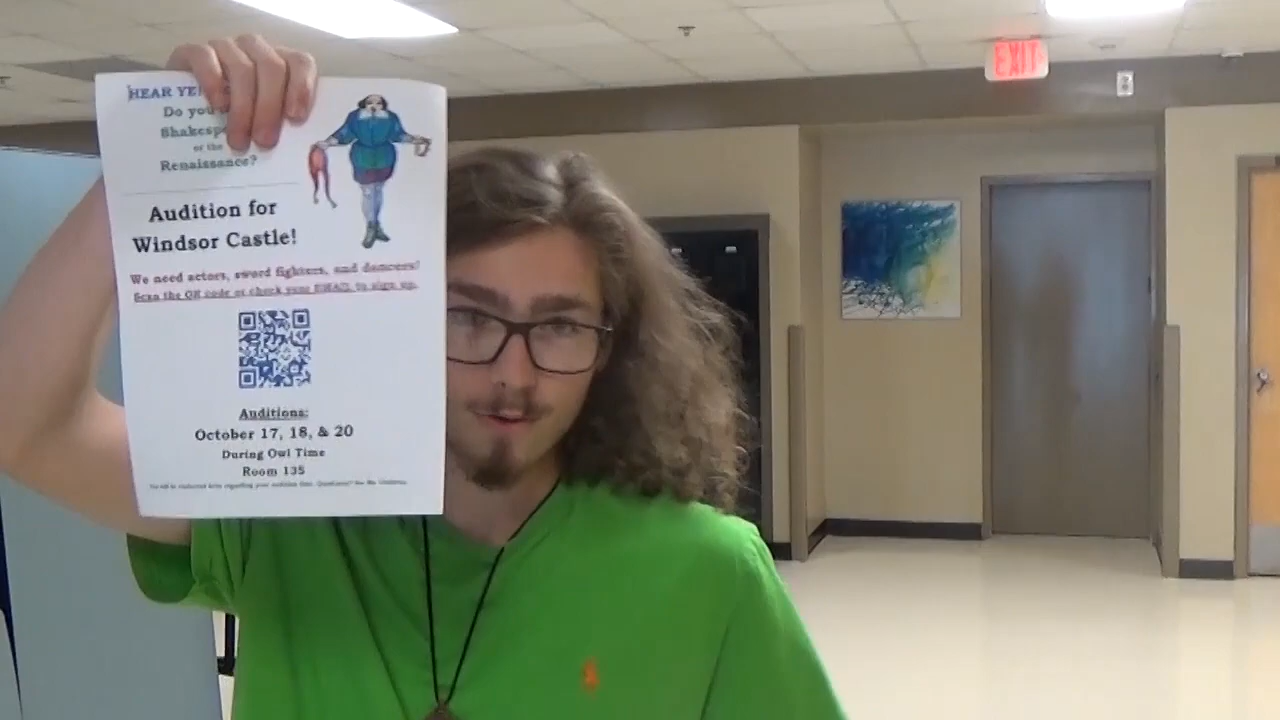 HEAR YE
Do you
Shakesp
or the
Renaissance?
Audition for
Windsor Castle!
We need actors, sword fighters, and dancers!
Scan the QR code or check your EMAIL to sign up.
Auditions:
October 17, 18, & 20
During Owl Time
Room 135
EXIT